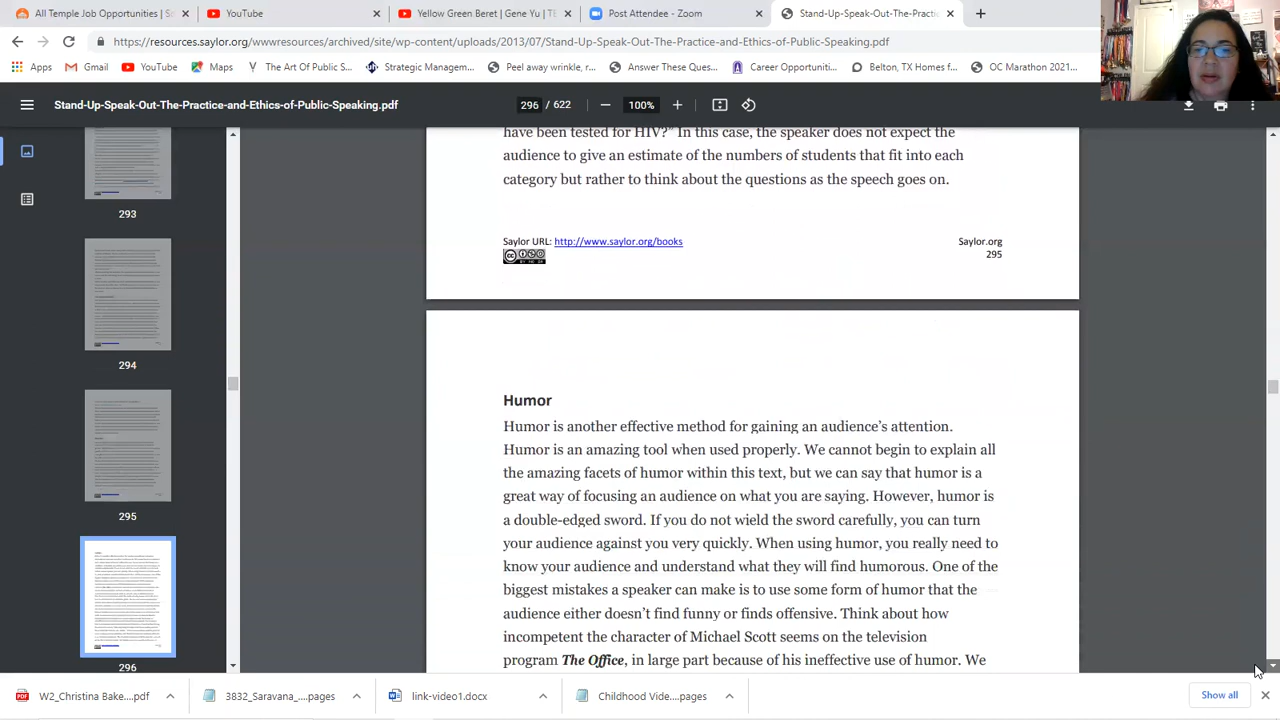 All Temple Job Opportunities | So
YouTube
Yellow Green Beret by Yu | Th
Post Attendee - Zoom
Stand-Up-Speak-Out-The-Practic
https://resources.saylor.org/wwwresources/archived/site/wp-content/uploads/2019/07/Stand-Up-Speak-Out-The-Practice-and-Ethics-of-Public-Speaking.pdf
Apps
Gmail
YouTube
Maps
The Art Of Public S...
Strategic Managem...
Throw away wrinkle, r...
Answer These Ques...
Career Opportuniti...
Belton, TX Homes f...
OC Marathon 2021...
Stand-Up-Speak-Out-The-Practice-and-Ethics-of-Public-Speaking.pdf
296 / 622
100%
293
294
295
296
have been tested for HIV?” In this case, the speaker does not expect the
audience to give an estimate of the numbers of students that fit into each
category but rather to think about the questions as the speech goes on.
Saylor URL: http://www.saylor.org/books
Saylor.org
295
Humor
Humor is another effective method for gaining an audience’s attention.
Humor is an amazing tool when used properly. We cannot begin to explain all
the amazing facets of humor within this text, but we can say that humor is a
great way of focusing an audience on what you are saying. However, humor is
a double-edged sword. If you do not wield the sword carefully, you can turn
your audience against you very quickly. When using humor, you really need to
know your audience and understand what they will find humorous. One of the
biggest mistakes a speaker can make is to use some form of humor that the
audience either doesn’t find funny or finds offensive. Think about how
incompetent the character of Michael Scott seems on the television
program The Office, in large part because of his ineffective use of humor. We
W2_Christina Bake....pdf
3832_Saravana_....pages
link-video1.docx
Childhood Vide....pages
Show all